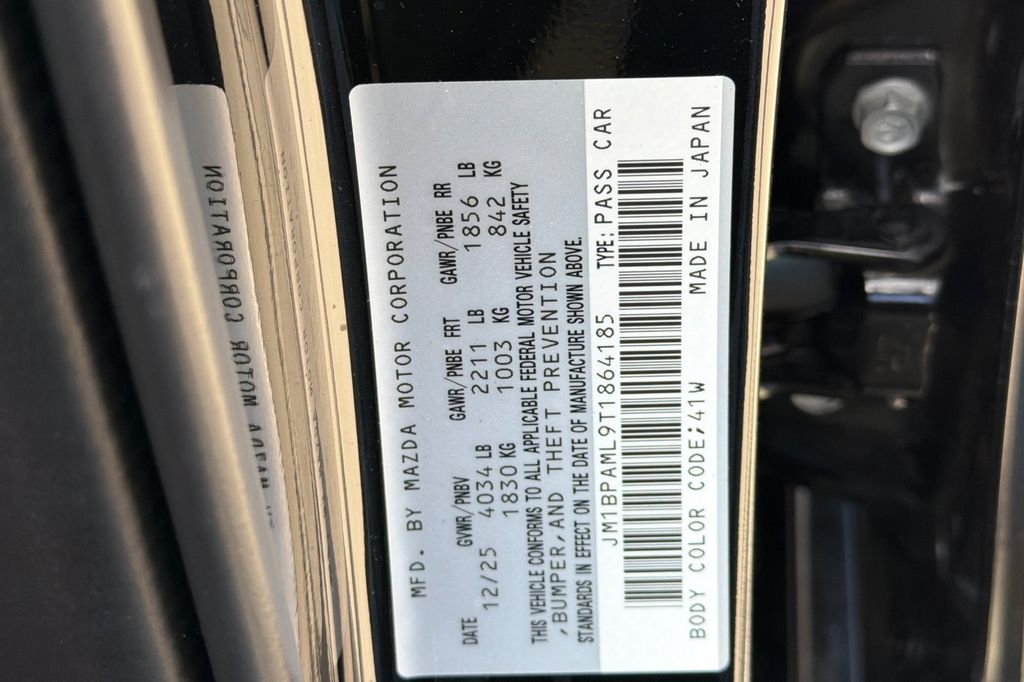 MFD. BY MAZDA MOTOR CORPORATION
DATE GVWR/PNBV GAWR/PNBE FRT GAWR/PNBE RR
12/25 4034 LB 2211 LB 1856 LB
1830 KG 1003 KG 842 KG
THIS VEHICLE CONFORMS TO ALL APPLICABLE FEDERAL MOTOR VEHICLE SAFETY
,BUMPER,AND THEFT PREVENTION
STANDARDS IN EFFECT ON THE DATE OF MANUFACTURE SHOWN ABOVE.
JM1BPAML9T1864185 TYPE: PASS CAR
BODY COLOR CODE;41W MADE IN JAPAN
MAZDA MOTOR CORPORATION